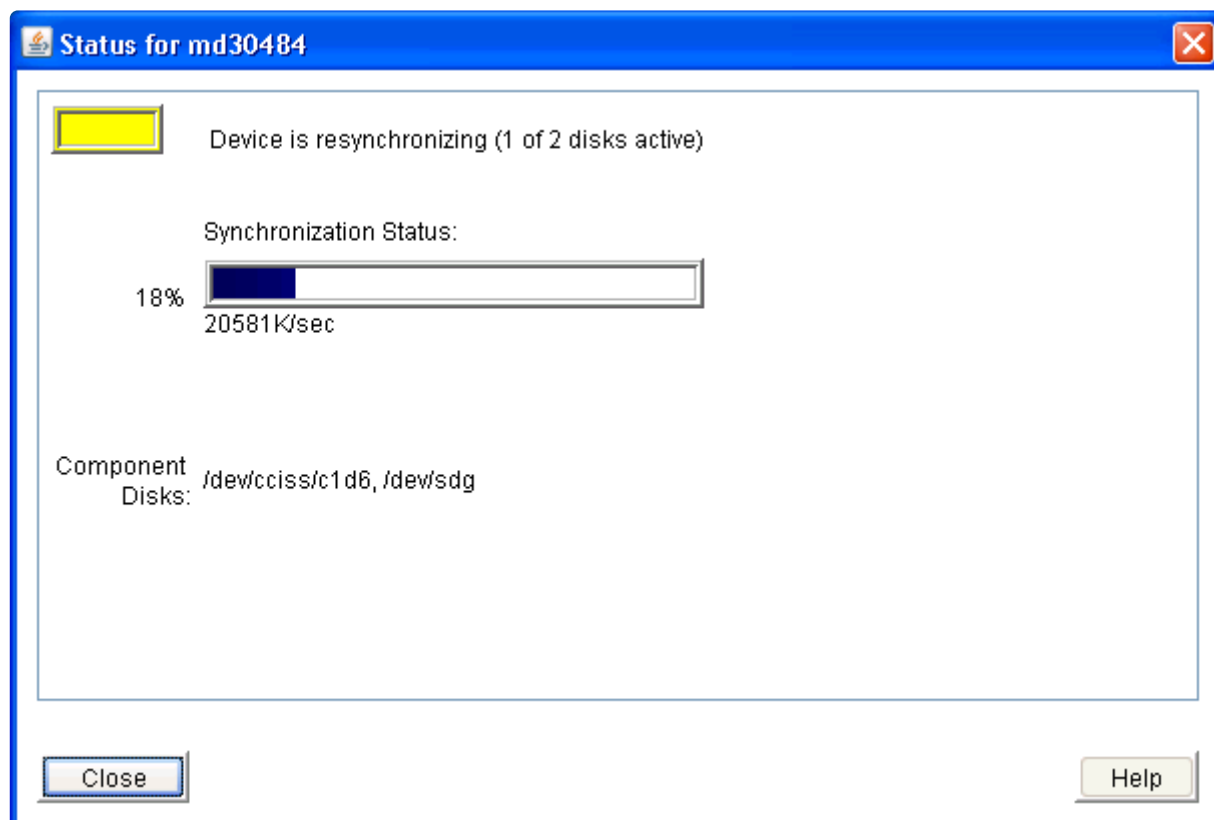 Status for md30484
Device is resynchronizing (1 of 2 disks active)
Synchronization Status:
18%
20581K/sec
Component
Disks:
/dev/cciss/c1d6, /dev/sdg
Close
Help